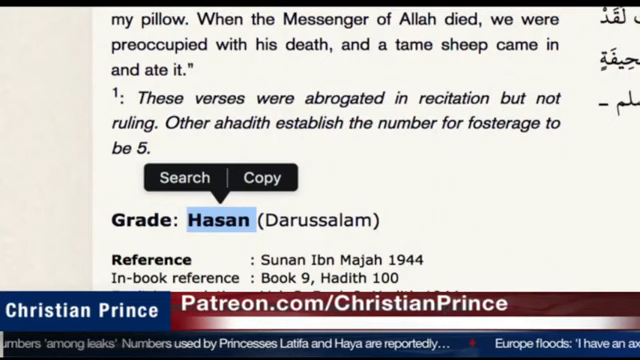 my pillow. When the Messenger of Allah died, we were
preoccupied with his death, and a tame sheep came in
and ate it."
1: These verses were abrogated in recitation but not
ruling. Other ahadith establish the number for fosterage to
be 5.
Search Copy
Grade: Hasan (Darussalam)
Reference : Sunan Ibn Majah 1944
In-book reference : Book 9, Hadith 100
Christian Prince
Patreon.com/ChristianPrince
numbers 'among leaks' Numbers used by Princesses Latifa and Haya are reportedly... Europe floods: 'I have an ax